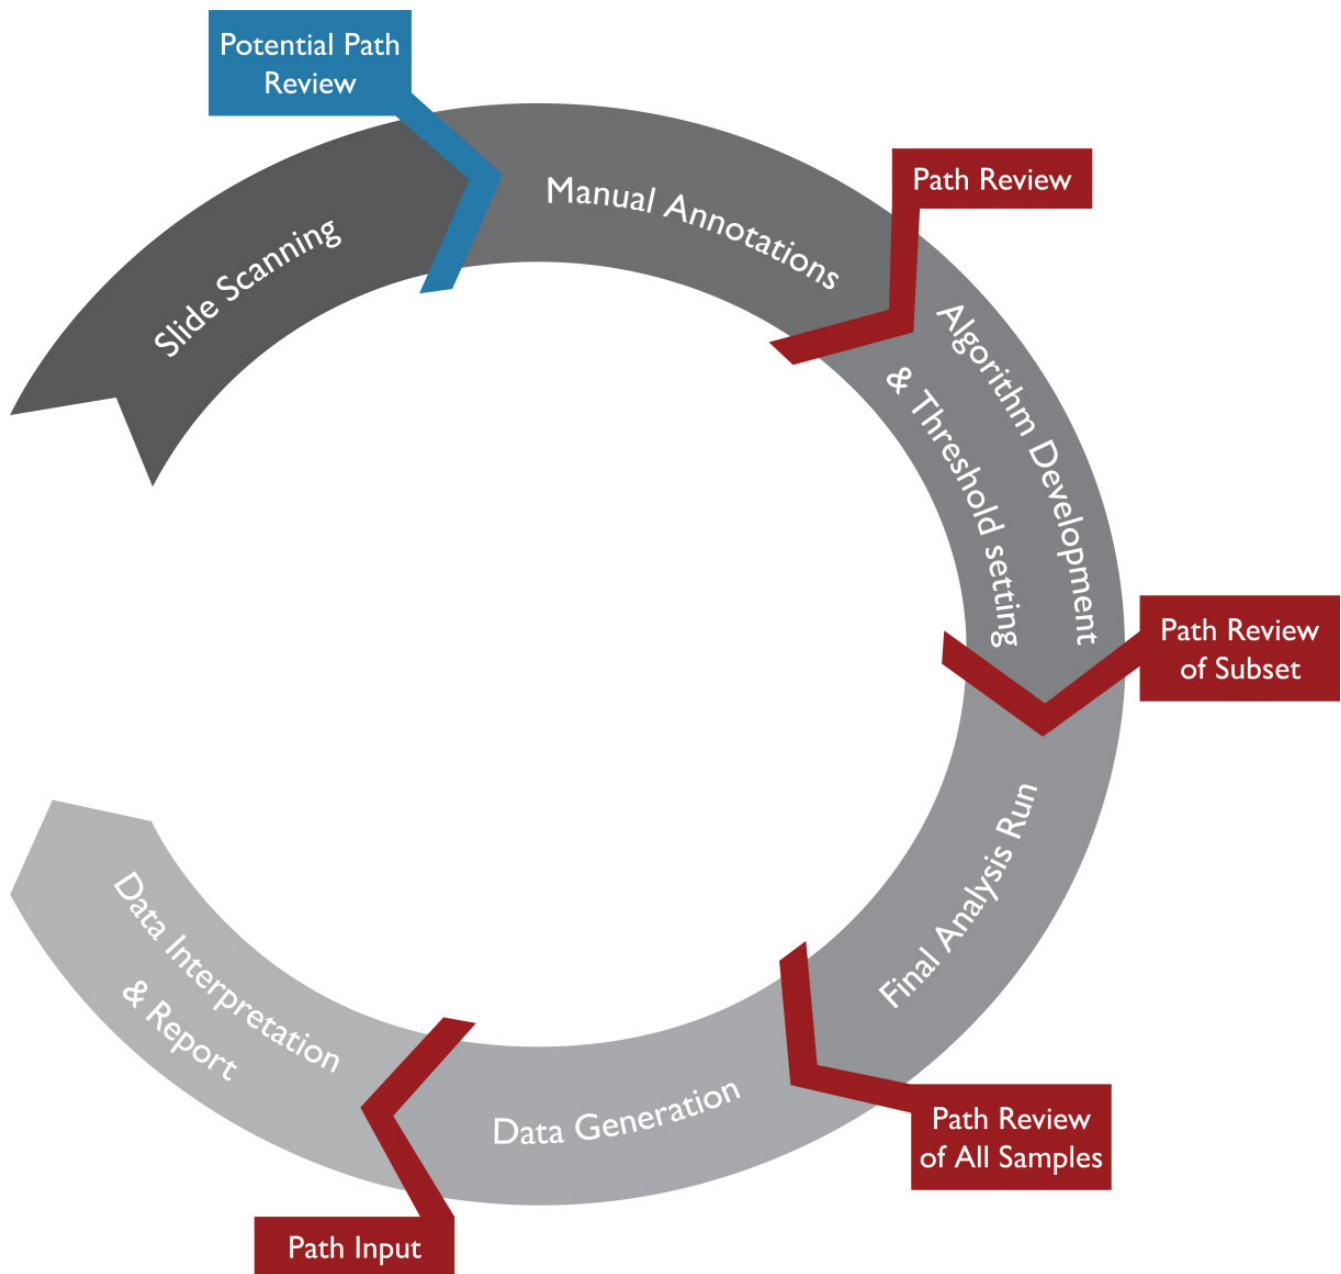 Potential Path
Review
Slide Scanning
Manual Annotations
Path Review
Algorithm Development
& Threshold setting
Path Review
of Subset
Final Analysis Run
Path Review
of All Samples
Data Generation
Path Input
Data Interpretation
& Report